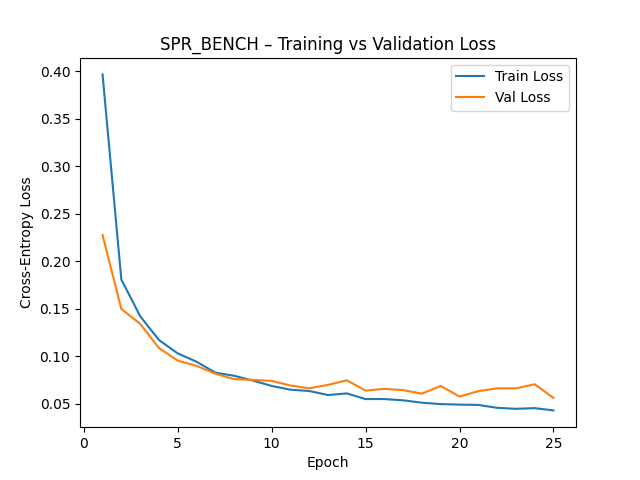 SPR_BENCH – Training vs Validation Loss
Train Loss
Val Loss
Cross-Entropy Loss
0.40
0.35
0.30
0.25
0.20
0.15
0.10
0.05
0
5
10
15
20
25
Epoch